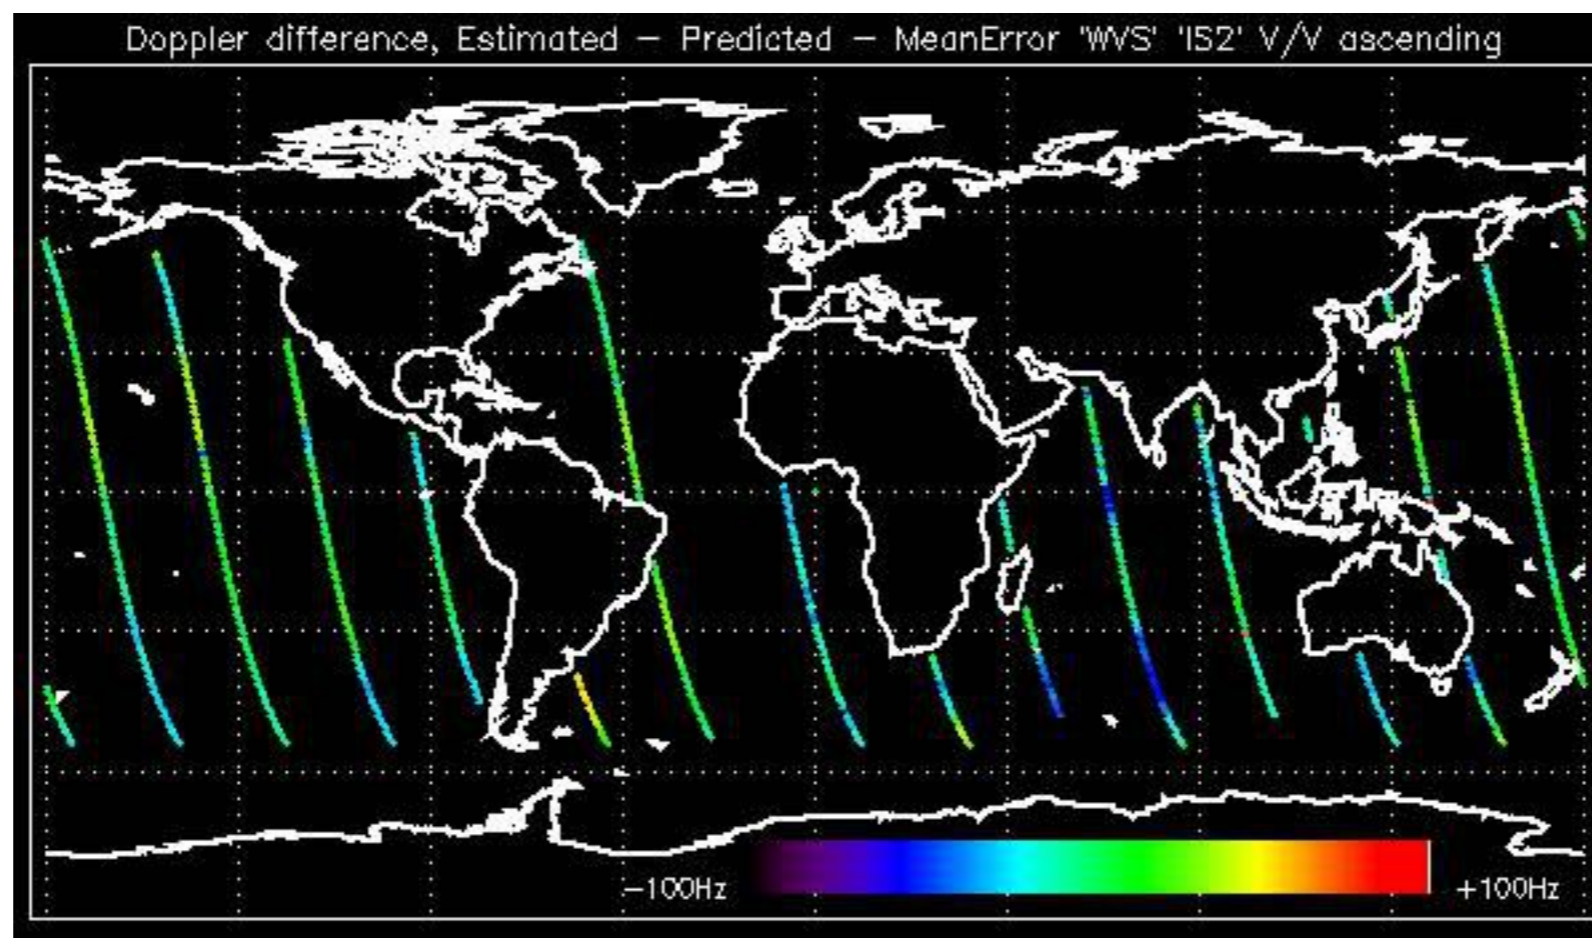 Doppler difference, Estimated – Predicted – MeanError 'WVS' 'IS2' V/V ascending
–100Hz +100Hz